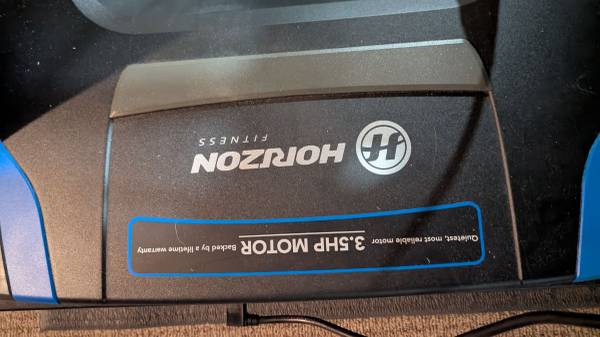 HORIZON
FITNESS
Quietest, most reliable motor 3.5HP MOTOR Backed by a lifetime warranty